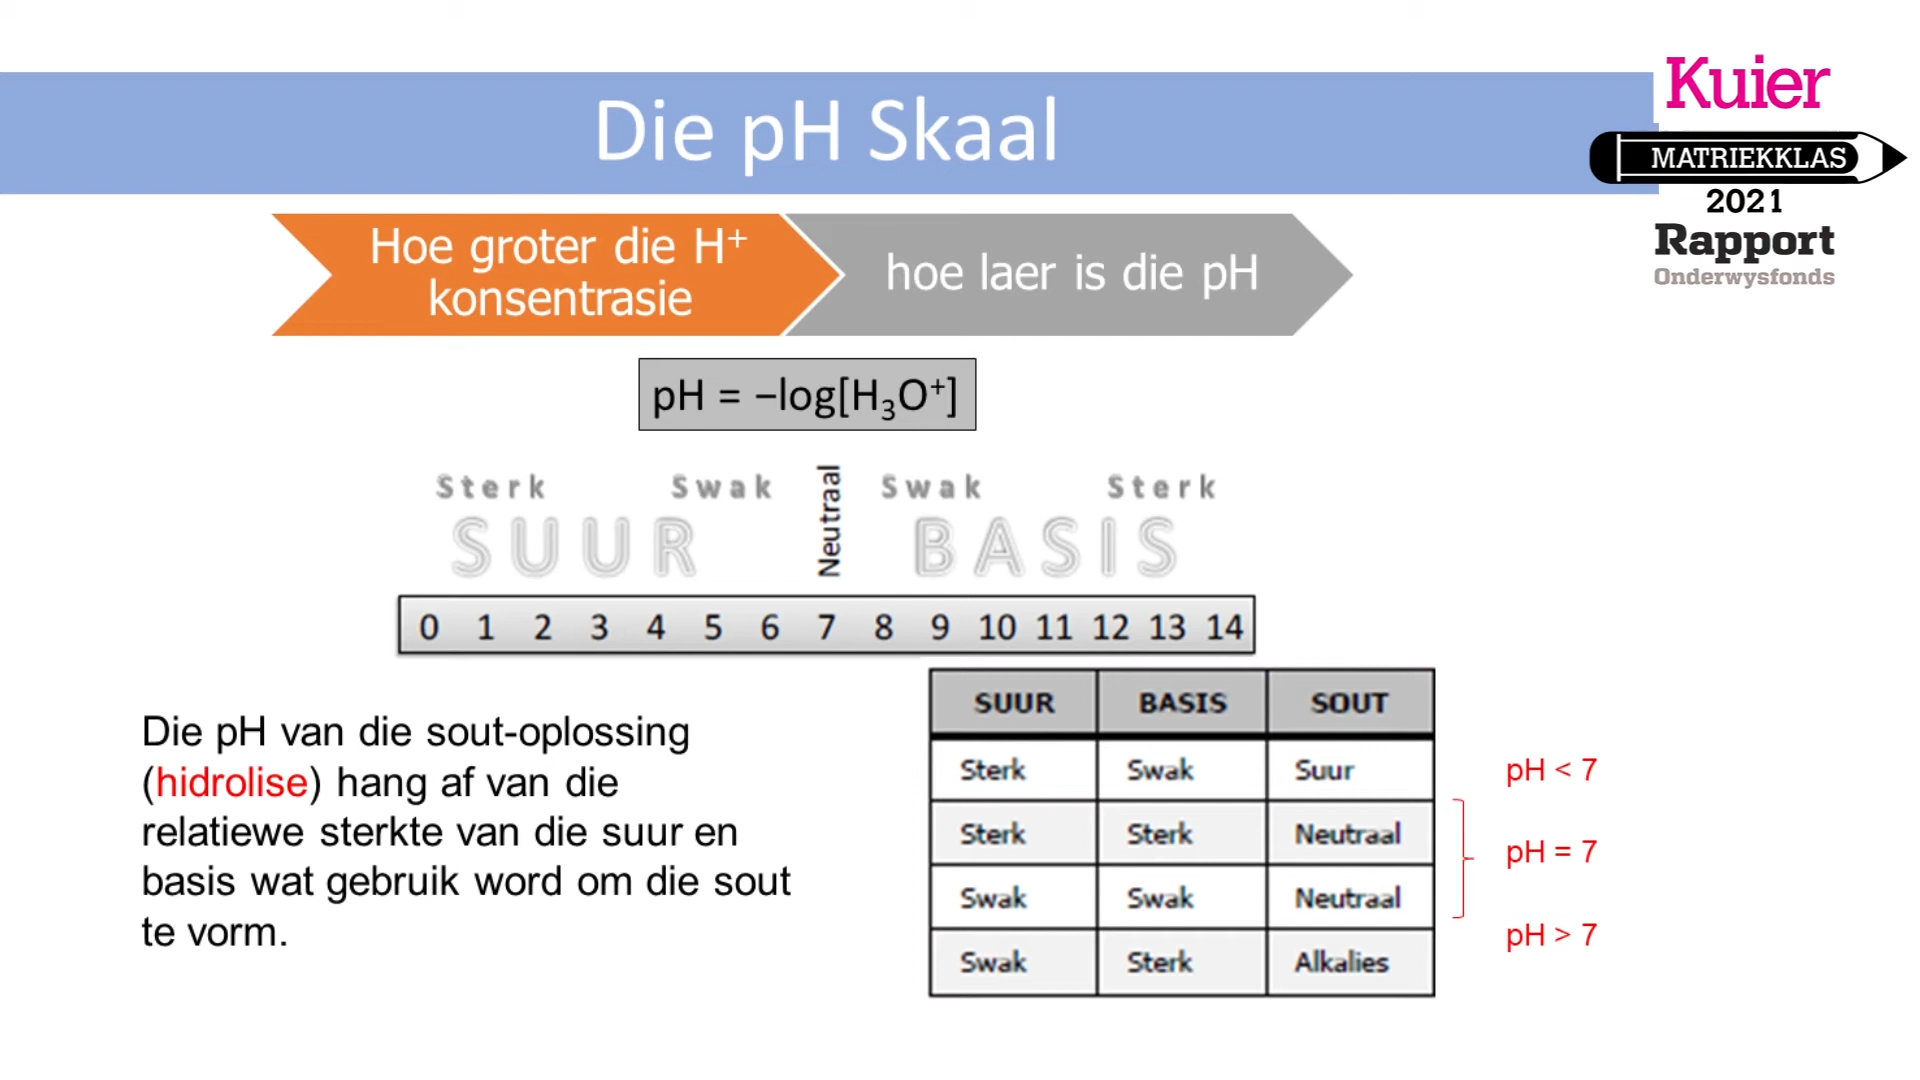 Die pH Skaal
Kuier
MATRIEKKLAS
2021
Rapport
Onderwysfonds
Hoe groter die H⁺
konsentrasie
hoe laer is die pH
pH = −log[H₃O⁺]
Sterk Swak Neutraal Swak Sterk
SUUR BASIS
0 1 2 3 4 5 6 7 8 9 10 11 12 13 14
Die pH van die sout-oplossing
(hidrolise) hang af van die
relatiewe sterkte van die suur en
basis wat gebruik word om die sout
te vorm.
SUUR BASIS SOUT
Sterk Swak Suur
Sterk Sterk Neutraal
Swak Swak Neutraal
Swak Sterk Alkalies
pH < 7
pH = 7
pH > 7